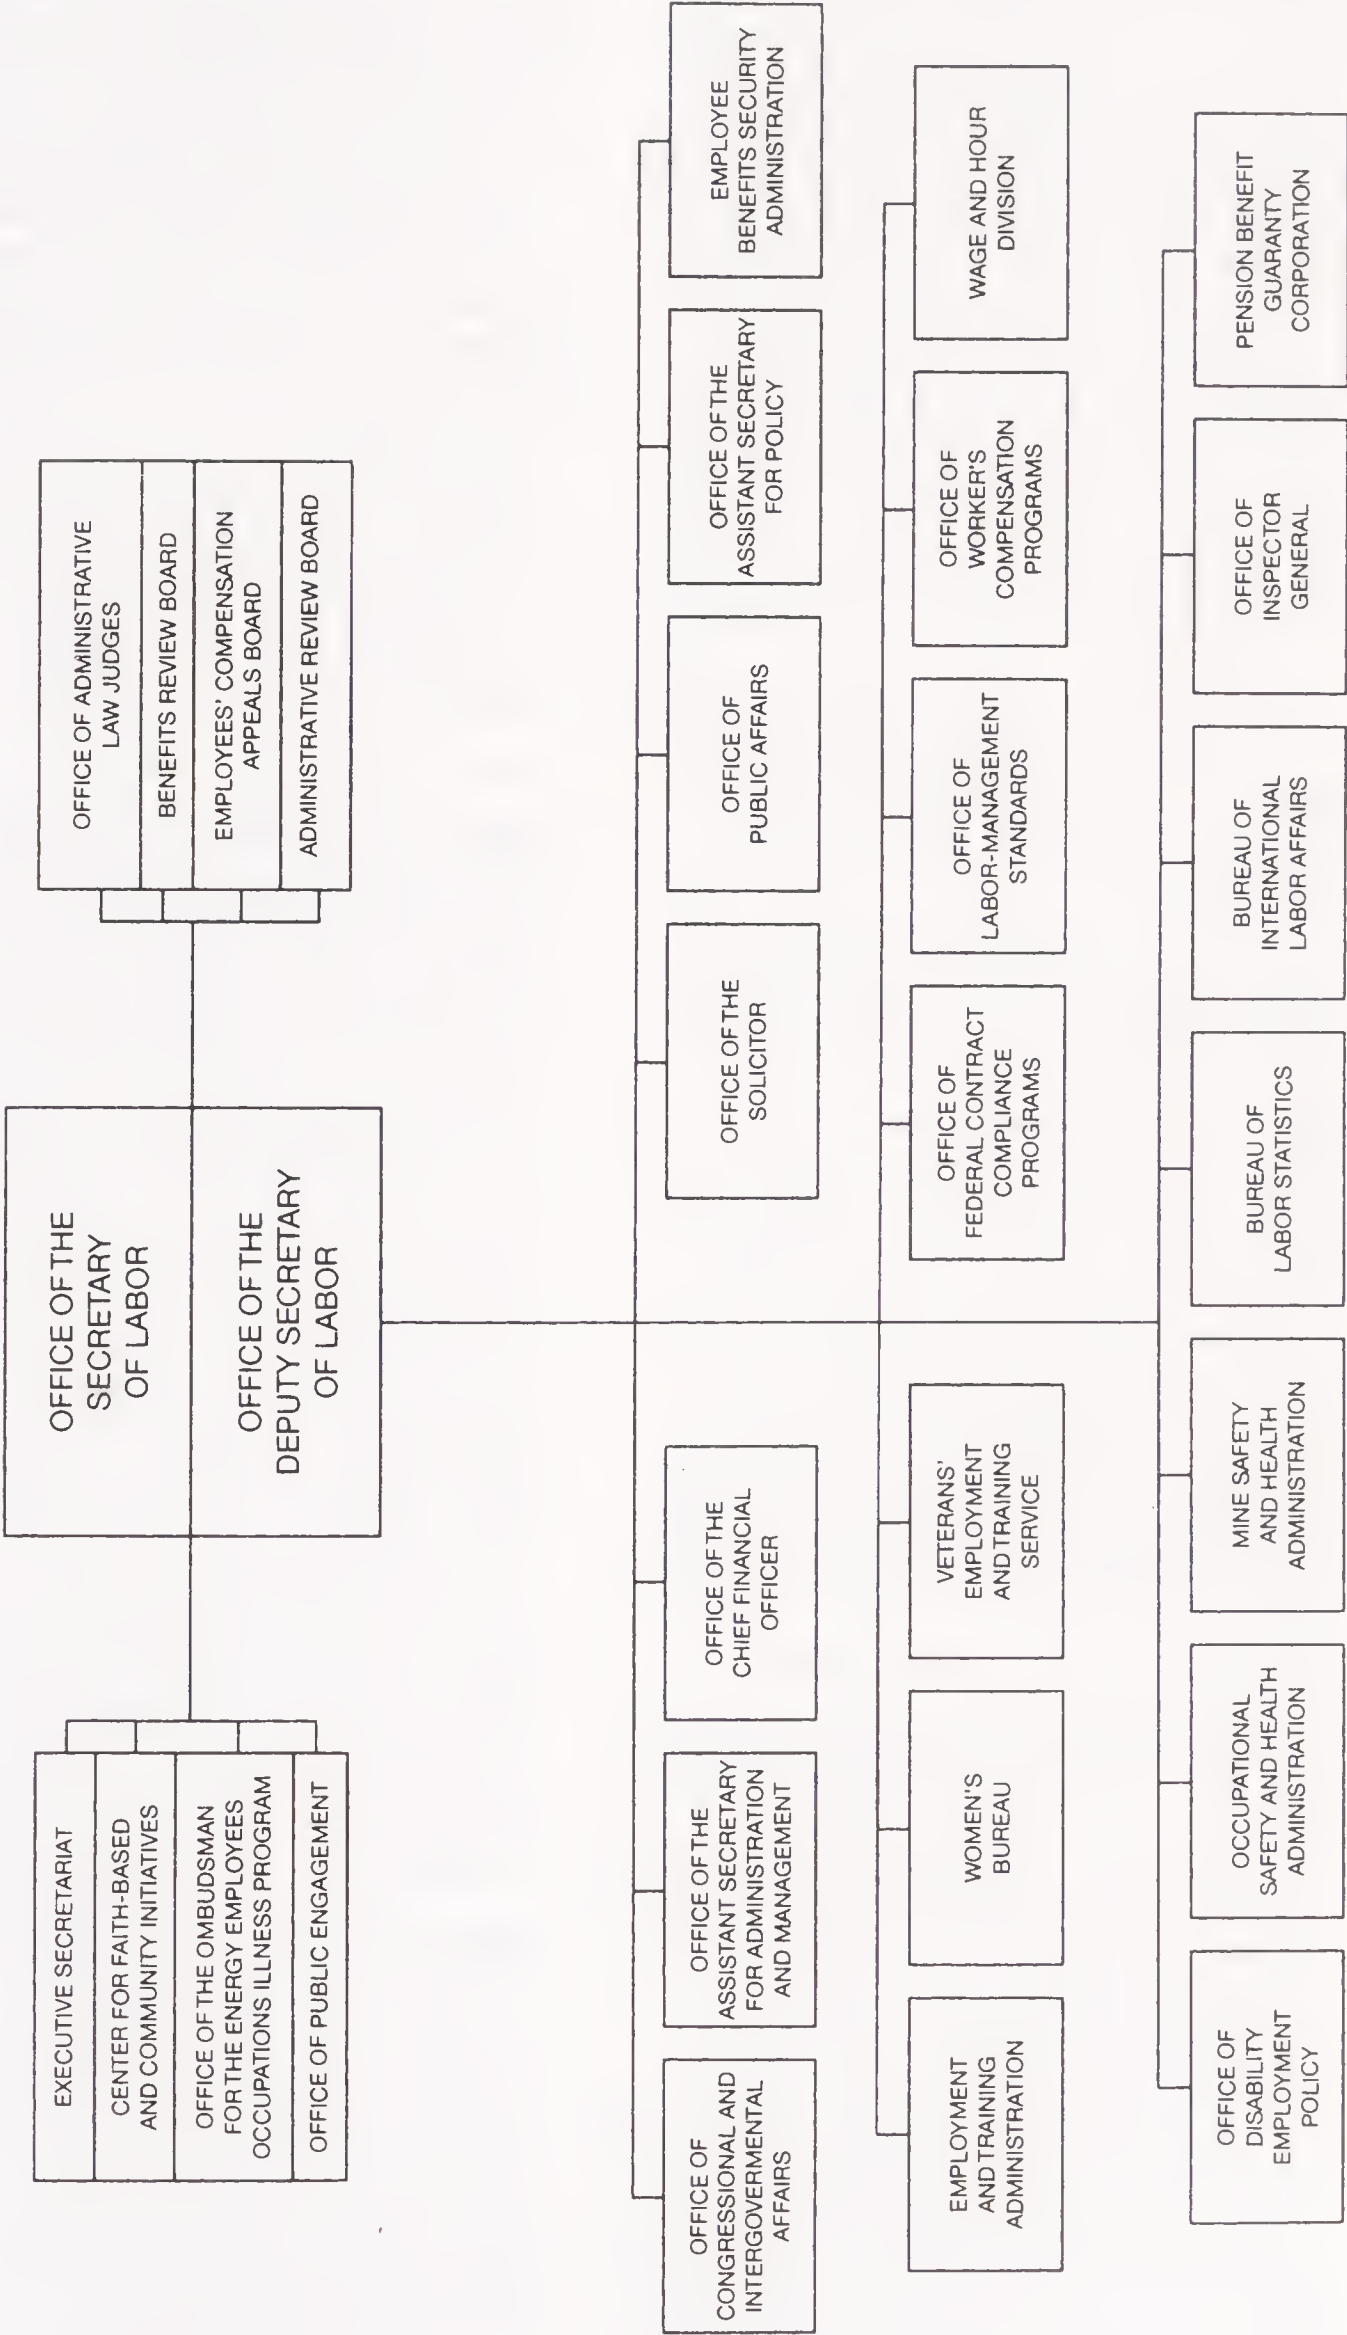 OFFICE OF THE
SECRETARY
OF LABOR
OFFICE OF THE
DEPUTY SECRETARY
OF LABOR
EXECUTIVE SECRETARIAT
CENTER FOR FAITH-BASED
AND COMMUNITY INITIATIVES
OFFICE OF THE OMBUDSMAN
FOR THE ENERGY EMPLOYEES
OCCUPATIONS ILLNESS PROGRAM
OFFICE OF PUBLIC ENGAGEMENT
OFFICE OF ADMINISTRATIVE
LAW JUDGES
BENEFITS REVIEW BOARD
EMPLOYEES' COMPENSATION
APPEALS BOARD
ADMINISTRATIVE REVIEW BOARD
OFFICE OF
CONGRESSIONAL AND
INTERGOVERNMENTAL
AFFAIRS
OFFICE OF THE
ASSISTANT SECRETARY
FOR ADMINISTRATION
AND MANAGEMENT
OFFICE OF THE
CHIEF FINANCIAL
OFFICER
OFFICE OF THE
SOLICITOR
OFFICE OF
PUBLIC AFFAIRS
OFFICE OF THE
ASSISTANT SECRETARY
FOR POLICY
EMPLOYEE
BENEFITS SECURITY
ADMINISTRATION
EMPLOYMENT
AND TRAINING
ADMINISTRATION
WOMEN'S
BUREAU
VETERANS'
EMPLOYMENT
AND TRAINING
SERVICE
OFFICE OF
FEDERAL CONTRACT
COMPLIANCE
PROGRAMS
OFFICE OF
LABOR-MANAGEMENT
STANDARDS
OFFICE OF
WORKER'S
COMPENSATION
PROGRAMS
WAGE AND HOUR
DIVISION
OFFICE OF
DISABILITY
EMPLOYMENT
POLICY
OCCUPATIONAL
SAFETY AND HEALTH
ADMINISTRATION
MINE SAFETY
AND HEALTH
ADMINISTRATION
BUREAU OF
LABOR STATISTICS
BUREAU OF
INTERNATIONAL
LABOR AFFAIRS
OFFICE OF
INSPECTOR
GENERAL
PENSION BENEFIT
GUARANTY
CORPORATION